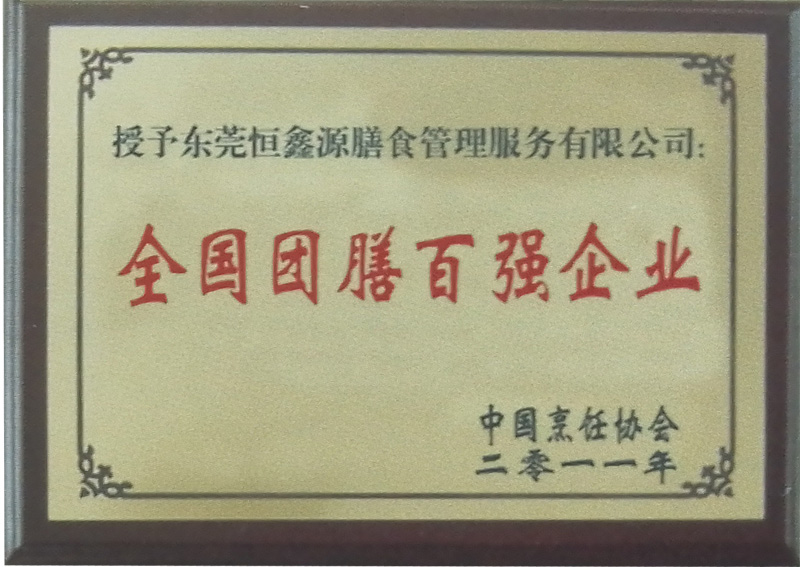 授予东莞恒鑫源膳食管理服务有限公司:
全国团膳百强企业
中国烹饪协会
二零一一年